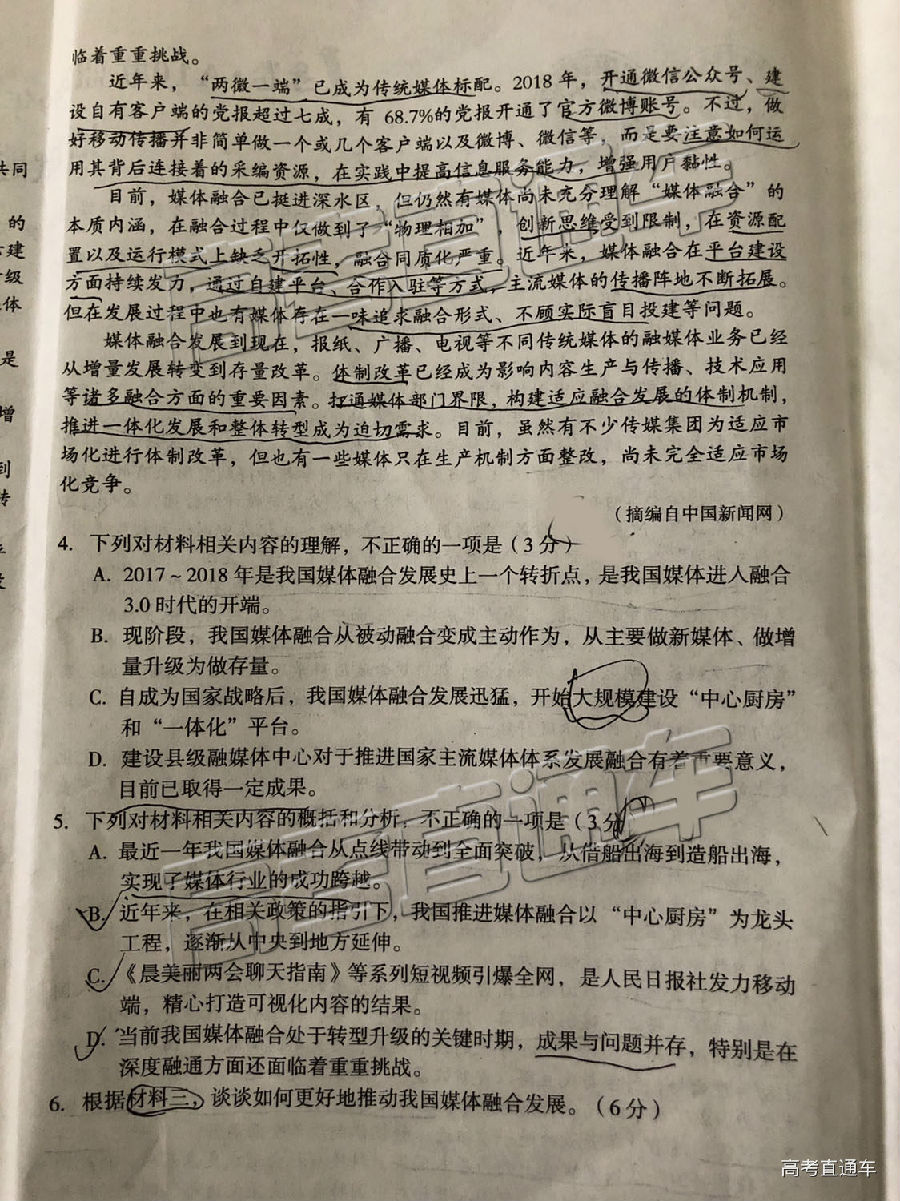 临着重重挑战。
近年来，“两微一端”已成为传统媒体标配。2018 年，开通微信公众号、建
设自有客户端的党报超过七成，有 68.7%的党报开通了官方微博账号。不过，做
好移动传播并非简单做一个或几个客户端以及微博、微信等，而是要注意如何运
用其背后连接着的采编资源，在实践中提高信息服务能力，增强用户黏性。
目前，媒体融合已挺进深水区，但仍然有媒体尚未充分理解“媒体融合”的
本质内涵，在融合过程中仅做到了“物理相加”，创新思维受到限制，在资源配
置以及运行模式上缺乏开拓性，融合同质化严重。近年来，媒体融合在平台建设
方面持续发力，通过自建平台、合作入驻等方式，主流媒体的传播阵地不断拓展。
但在发展过程中也有媒体存在一味追求融合形式、不顾实际盲目投建等问题。
媒体融合发展到现在，报纸、广播、电视等不同传统媒体的融媒体业务已经
从增量发展转变到存量改革。体制改革已经成为影响内容生产与传播、技术应用
等诸多融合方面的重要因素。打通媒体部门界限，构建适应融合发展的体制机制，
推进一体化发展和整体转型成为迫切需求。目前，虽然有不少传媒集团为适应市
场化进行体制改革，但也有一些媒体只在生产机制方面整改，尚未完全适应市场
化竞争。
（摘编自中国新闻网）
4. 下列对材料相关内容的理解，不正确的一项是（3 分）
A. 2017～2018 年是我国媒体融合发展史上一个转折点，是我国媒体进入融合
3.0 时代的开端。
B. 现阶段，我国媒体融合从被动融合变成主动作为，从主要做新媒体、做增
量升级为做存量。
C. 自成为国家战略后，我国媒体融合发展迅猛，开始大规模建设“中心厨房”
和“一体化”平台。
D. 建设县级融媒体中心对于推进国家主流媒体体系发展融合有着重要意义，
目前已取得一定成果。
5. 下列对材料相关内容的概括和分析，不正确的一项是（3 分）
A. 最近一年我国媒体融合从点线带动到全面突破，从借船出海到造船出海，
实现了媒体行业的成功跨越。
B. 近年来，在相关政策的指引下，我国推进媒体融合以“中心厨房”为龙头
工程，逐渐从中央到地方延伸。
C. 《晨美丽两会聊天指南》等系列短视频引爆全网，是人民日报社发力移动
端，精心打造可视化内容的结果。
D. 当前我国媒体融合处于转型升级的关键时期，成果与问题并存，特别是在
深度融通方面还面临着重重挑战。
6. 根据材料三，谈谈如何更好地推动我国媒体融合发展。（6 分）
高考直通车
高考直通车
高考直通车